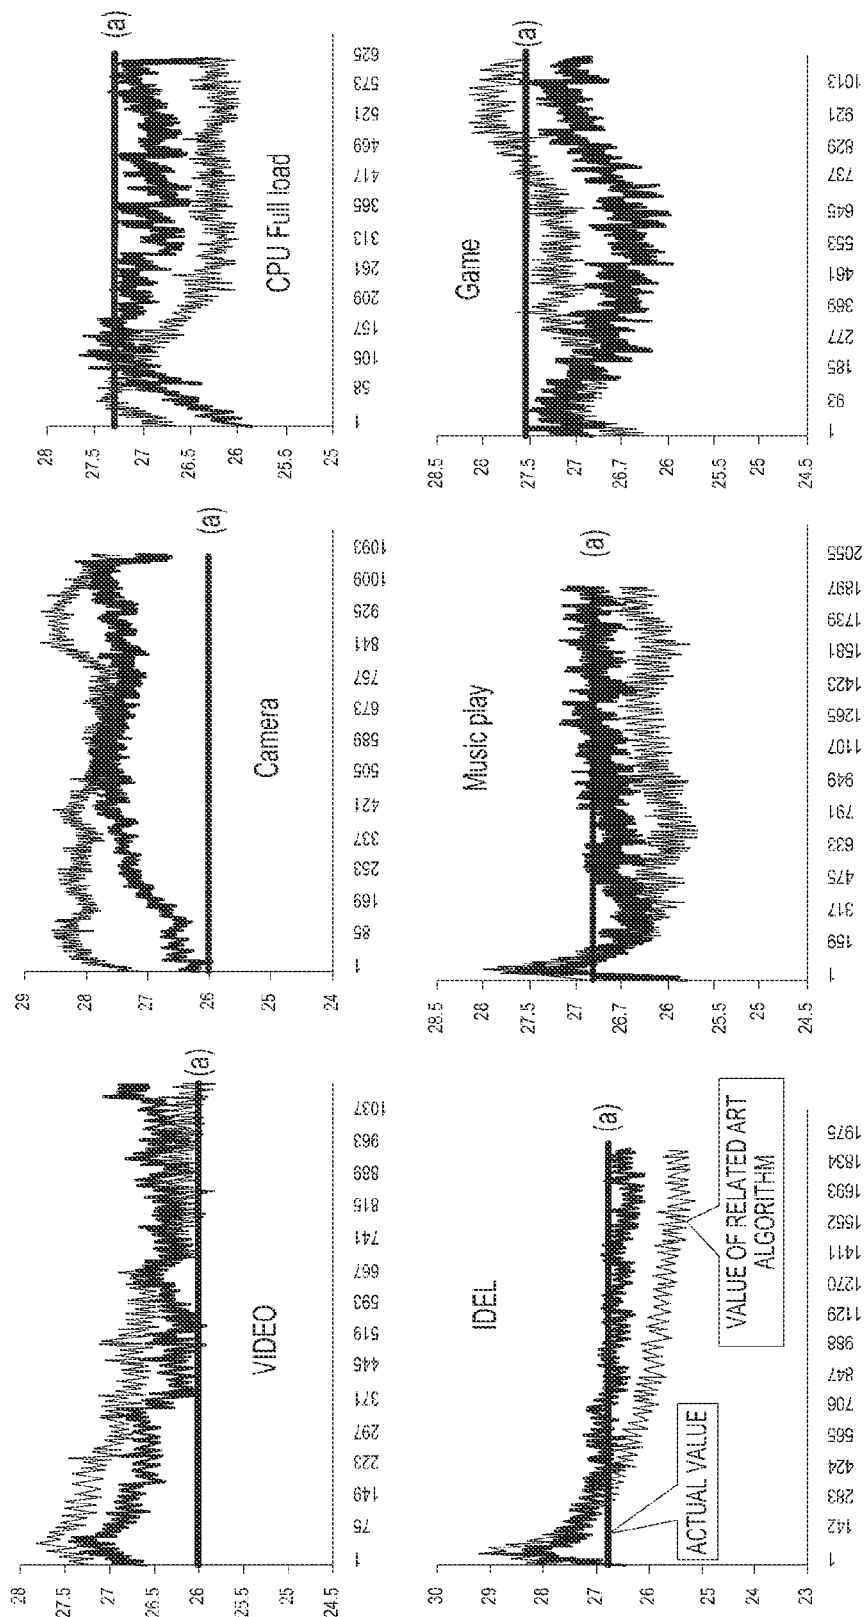 28
27.5
27
26.5
26
25.5
25
24.5
(a)
VIDEO
1 75 149 223 297 371 445 519 593 667 741 815 889 963 1037
29
28
27
26
25
24
(a)
Camera
1 85 169 253 337 421 505 589 673 757 841 925 1009 1093
28
27.5
27
26.5
26
25.5
25
(a)
CPU Full load
1 58 105 157 209 261 313 365 417 469 521 573 625
30
29
28
27
26
25
24
23
IDEL
(a)
ACTUAL VALUE
VALUE OF RELATED ART
ALGORITHM
1 142 283 424 565 706 847 988 1129 1270 1411 1552 1693 1834 1975
28.5
28
27.5
27
26.7
26
25.5
25
24.5
Music play
(a)
1 159 317 475 633 791 949 1107 1265 1423 1581 1739 1897 2055
28.5
28
27.5
27
26.7
26
25.5
25
24.5
Game
(a)
1 93 185 277 369 461 553 645 737 829 921 1013